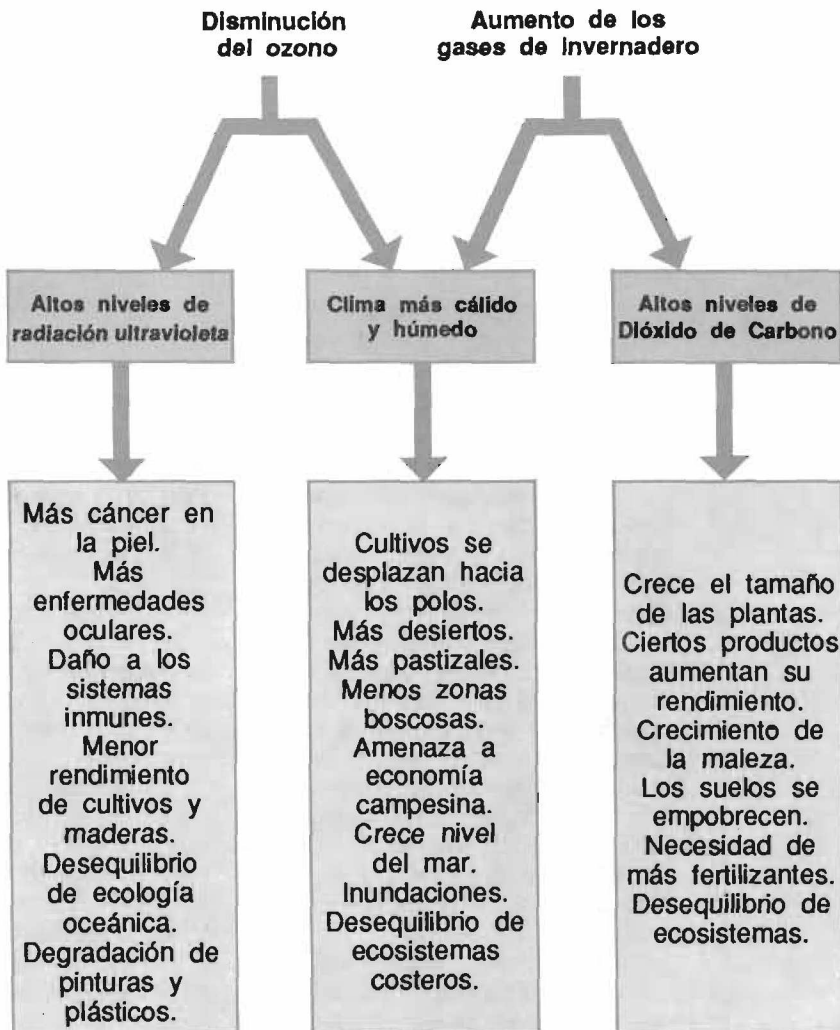 Disminución
del ozono
Aumento de los
gases de Invernadero
Altos niveles de
radiación ultravioleta
Clima más cálido
y húmedo
Altos niveles de
Dióxido de Carbono
Más cáncer en
la piel.
Más
enfermedades
oculares.
Daño a los
sistemas
inmunes.
Menor
rendimiento
de cultivos y
maderas.
Desequilibrio
de ecología
oceánica.
Degradación de
pinturas y
plásticos.
Cultivos se
desplazan hacia
los polos.
Más desiertos.
Más pastizales.
Menos zonas
boscosas.
Amenaza a
economía
campesina.
Crece nivel
del mar.
Inundaciones.
Desequilibrio de
ecosistemas
costeros.
Crece el tamaño
de las plantas.
Ciertos productos
aumentan su
rendimiento.
Crecimiento de
la maleza.
Los suelos se
empobrecen.
Necesidad de
más fertilizantes.
Desequilibrio de
ecosistemas.